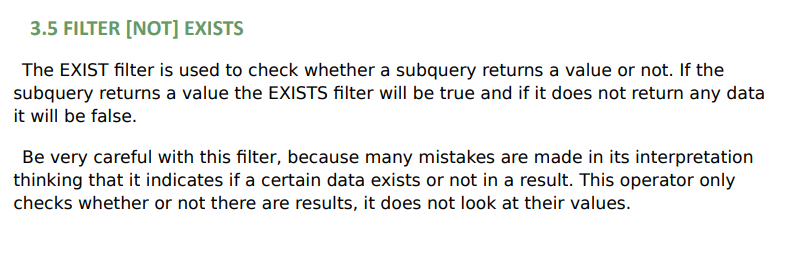 3.5 FILTER [NOT] EXISTS
The EXIST filter is used to check whether a subquery returns a value or not. If the
subquery returns a value the EXISTS filter will be true and if it does not return any data
it will be false.
Be very careful with this filter, because many mistakes are made in its interpretation
thinking that it indicates if a certain data exists or not in a result. This operator only
checks whether or not there are results, it does not look at their values.